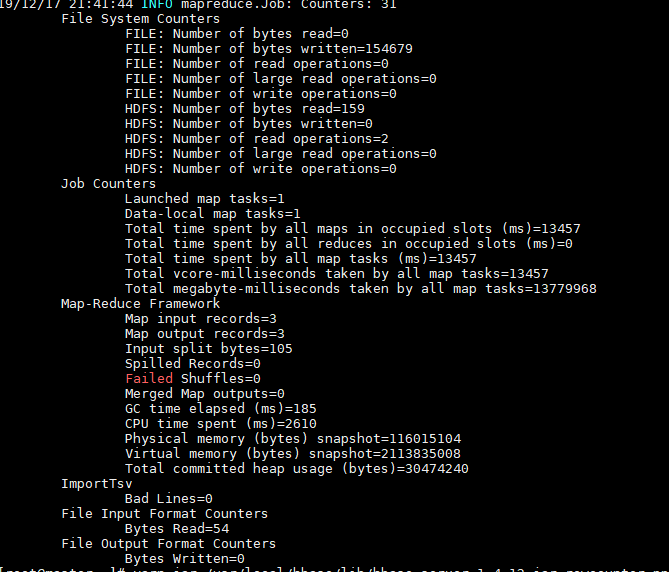 19/12/17 21:41:44 INFO mapreduce.Job: Counters: 31
File System Counters
FILE: Number of bytes read=0
FILE: Number of bytes written=154679
FILE: Number of read operations=0
FILE: Number of large read operations=0
FILE: Number of write operations=0
HDFS: Number of bytes read=159
HDFS: Number of bytes written=0
HDFS: Number of read operations=2
HDFS: Number of large read operations=0
HDFS: Number of write operations=0
Job Counters
Launched map tasks=1
Data-local map tasks=1
Total time spent by all maps in occupied slots (ms)=13457
Total time spent by all reduces in occupied slots (ms)=0
Total time spent by all map tasks (ms)=13457
Total vcore-milliseconds taken by all map tasks=13457
Total megabyte-milliseconds taken by all map tasks=13779968
Map-Reduce Framework
Map input records=3
Map output records=3
Input split bytes=105
Spilled Records=0
Failed Shuffles=0
Merged Map outputs=0
GC time elapsed (ms)=185
CPU time spent (ms)=2610
Physical memory (bytes) snapshot=116015104
Virtual memory (bytes) snapshot=2113835008
Total committed heap usage (bytes)=30474240
ImportTsv
Bad Lines=0
File Input Format Counters
Bytes Read=54
File Output Format Counters
Bytes Written=0